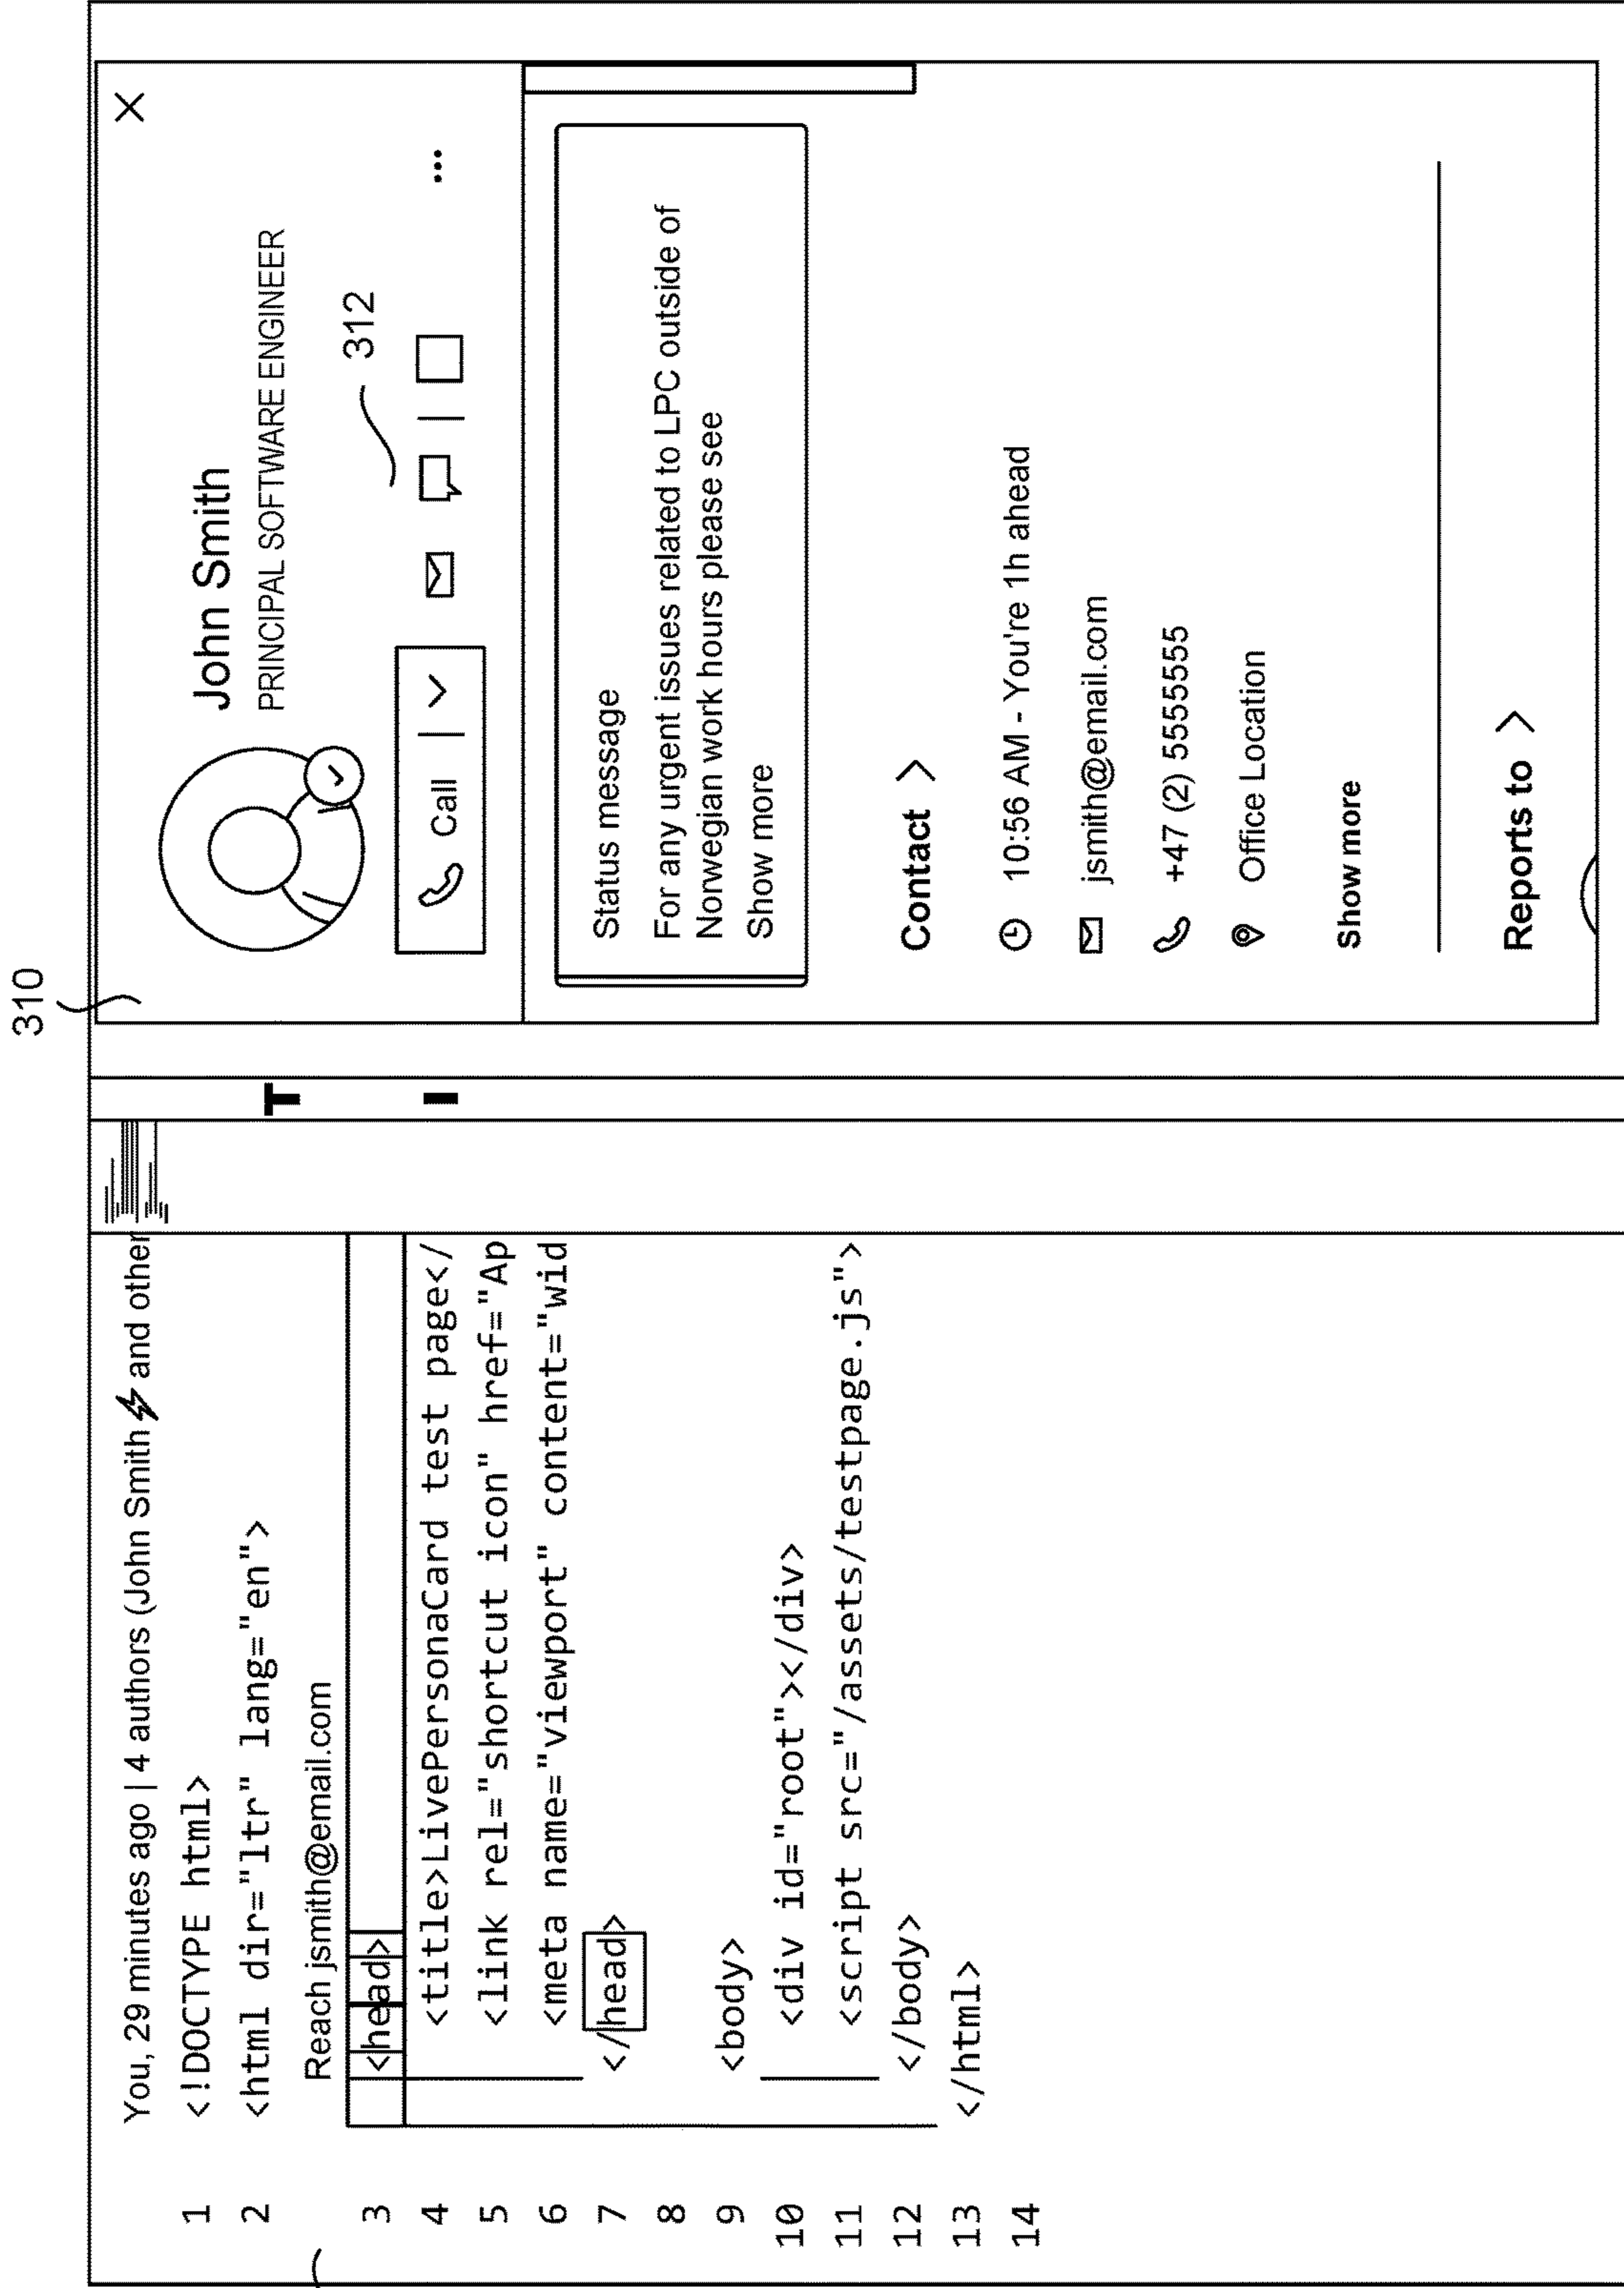 310
You, 29 minutes ago | 4 authors (John Smith⚡ and other
1 <!DOCTYPE html>
2 <html dir="ltr" lang="en">
Reach jsmith@email.com
3 <head>
4 <title>LivePersonaCard test page</
5 <link rel="shortcut icon" href="Ap
6 <meta name="viewport" content="wid
7 </head>
8
9 <body>
10 <div id="root"></div>
11 <script src="/assets/testpage.js">
12 </body>
13 </html>
14
John Smith
PRINCIPAL SOFTWARE ENGINEER
312
Call
Status message
For any urgent issues related to LPC outside of
Norwegian work hours please see
Show more
Contact >
10:56 AM - You're 1h ahead
jsmith@email.com
+47 (2) 5555555
Office Location
Show more
Reports to >